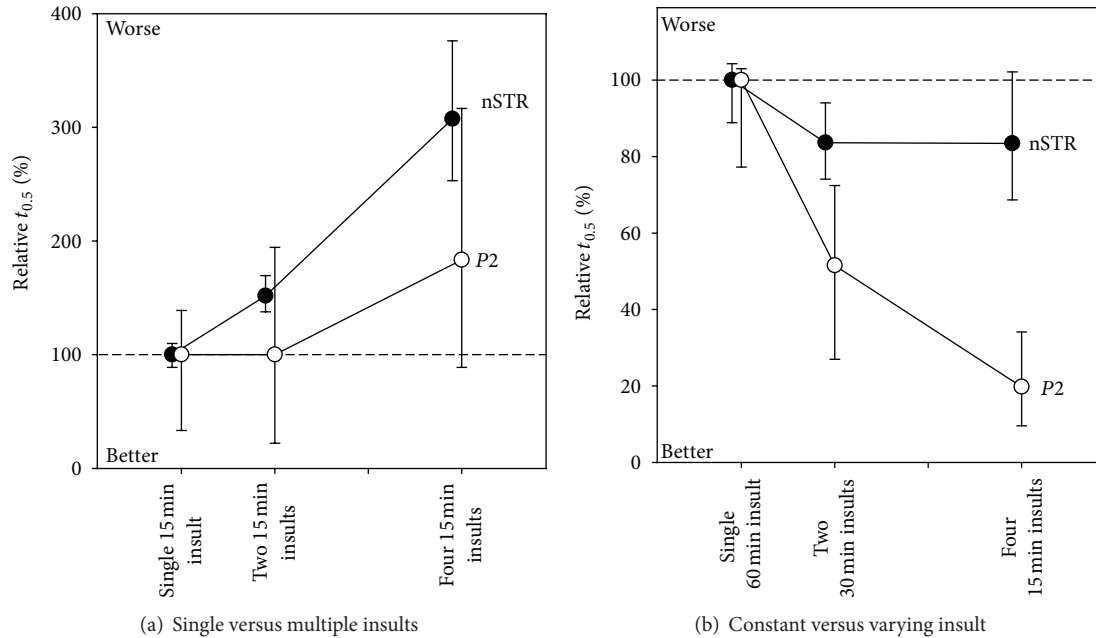 Worse
400
300
200
100
0
Relative t0.5 (%)
nSTR
P2
Better
Single 15 min
insult
Two 15 min
insults
Four 15 min
insults
(a) Single versus multiple insults
Worse
100
80
60
40
20
0
Relative t0.5 (%)
nSTR
P2
Better
Single
60 min insult
Two
30 min insults
Four
15 min insults
(b) Constant versus varying insult